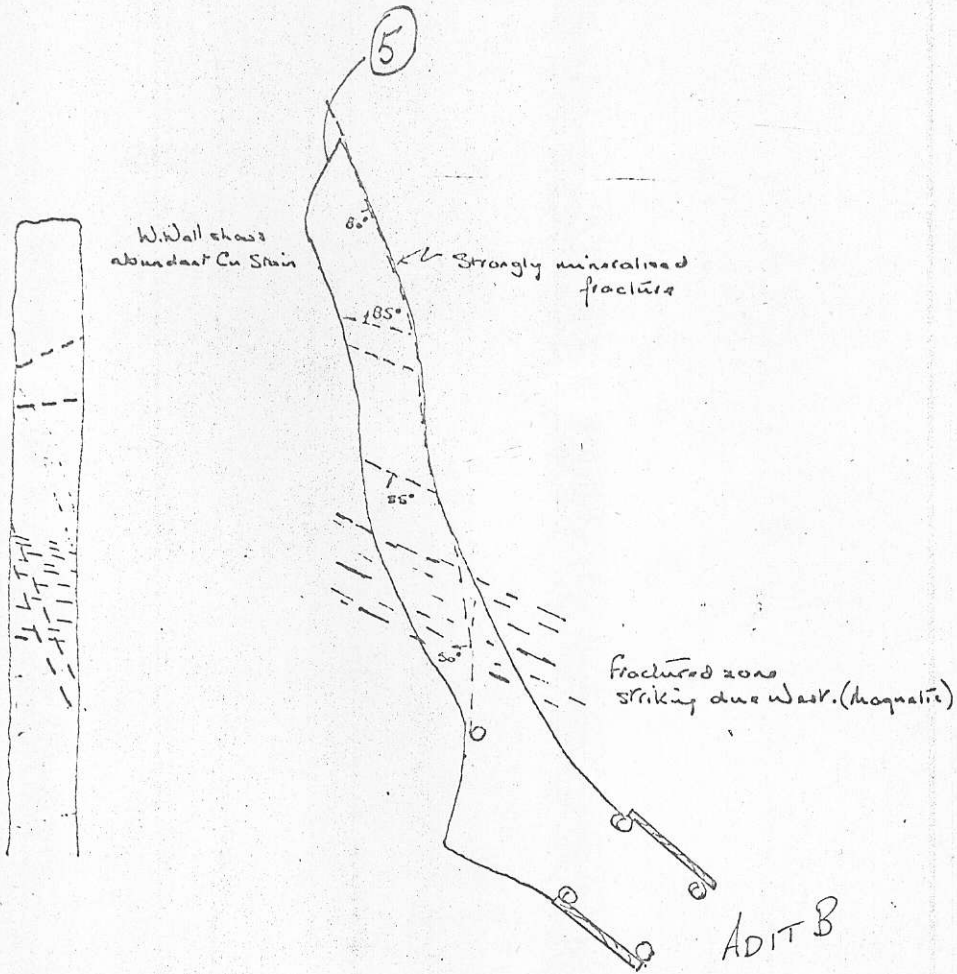 5
W. Wall shows
abundant Cu Stain
60°
Strongly mineralised
fracture
85°
85°
50°
Fractured zone
striking due West. (Magnetic)
ADIT B